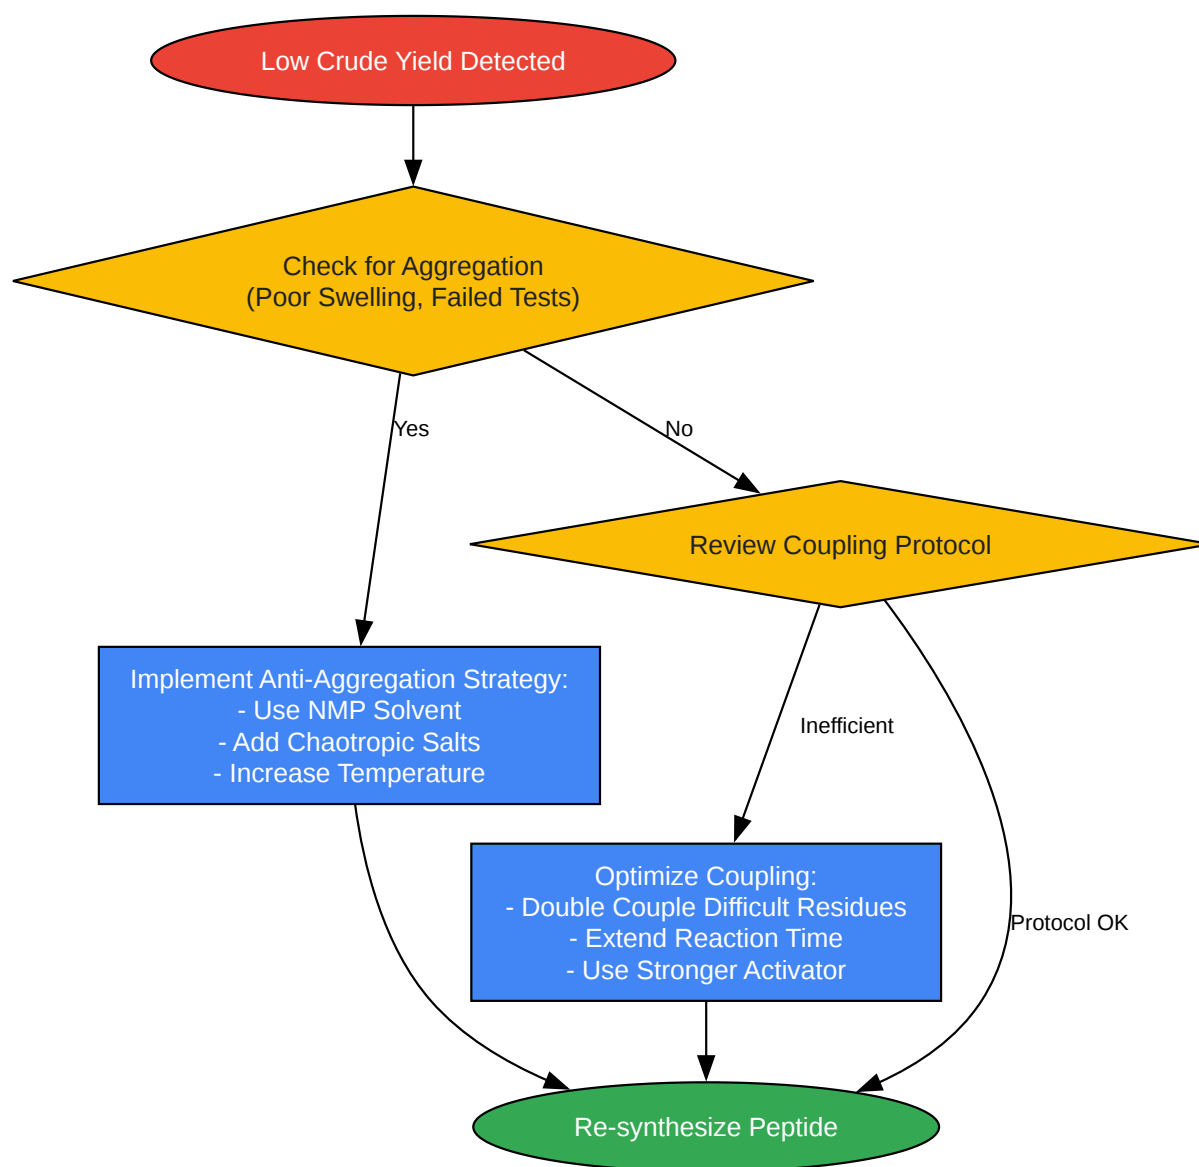 Low Crude Yield Detected
Check for Aggregation
(Poor Swelling, Failed Tests)
Yes
No
Review Coupling Protocol
Implement Anti-Aggregation Strategy:
- Use NMP Solvent
- Add Chaotropic Salts
- Increase Temperature
Inefficient
Optimize Coupling:
- Double Couple Difficult Residues
- Extend Reaction Time
- Use Stronger Activator
Protocol OK
Re-synthesize Peptide